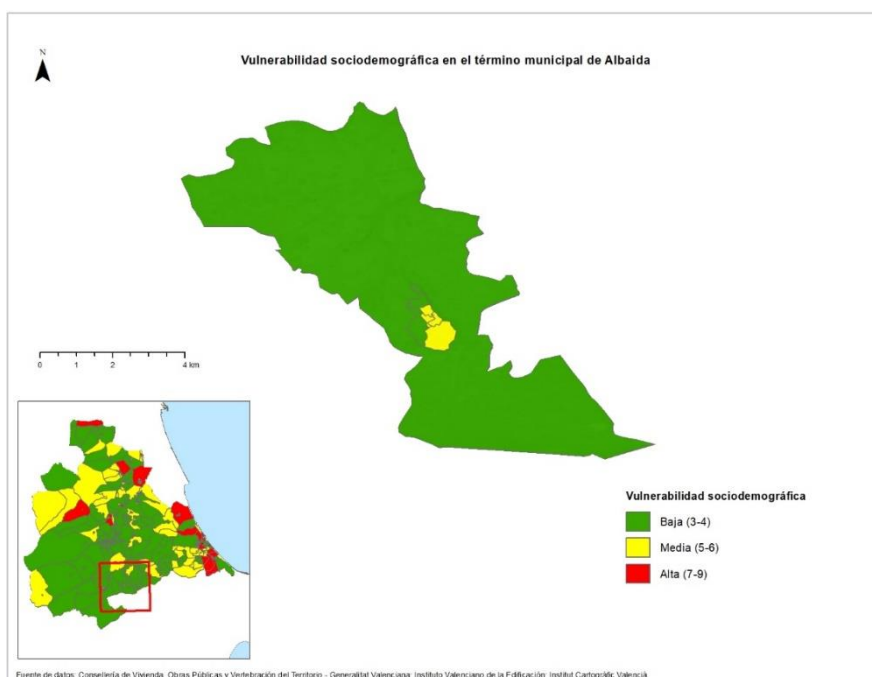 Vulnerabilidad sociodemográfica en el término municipal de Albaida
N
0 1 2 4 km
Vulnerabilidad sociodemográfica
Baja (3-4)
Media (5-6)
Alta (7-9)
Fuente de datos: Consellería de Vivienda, Obras Públicas y Vertebración del Territorio - Generalitat Valenciana; Instituto Valenciano de la Edificación; Institut Cartogràfic Valencià